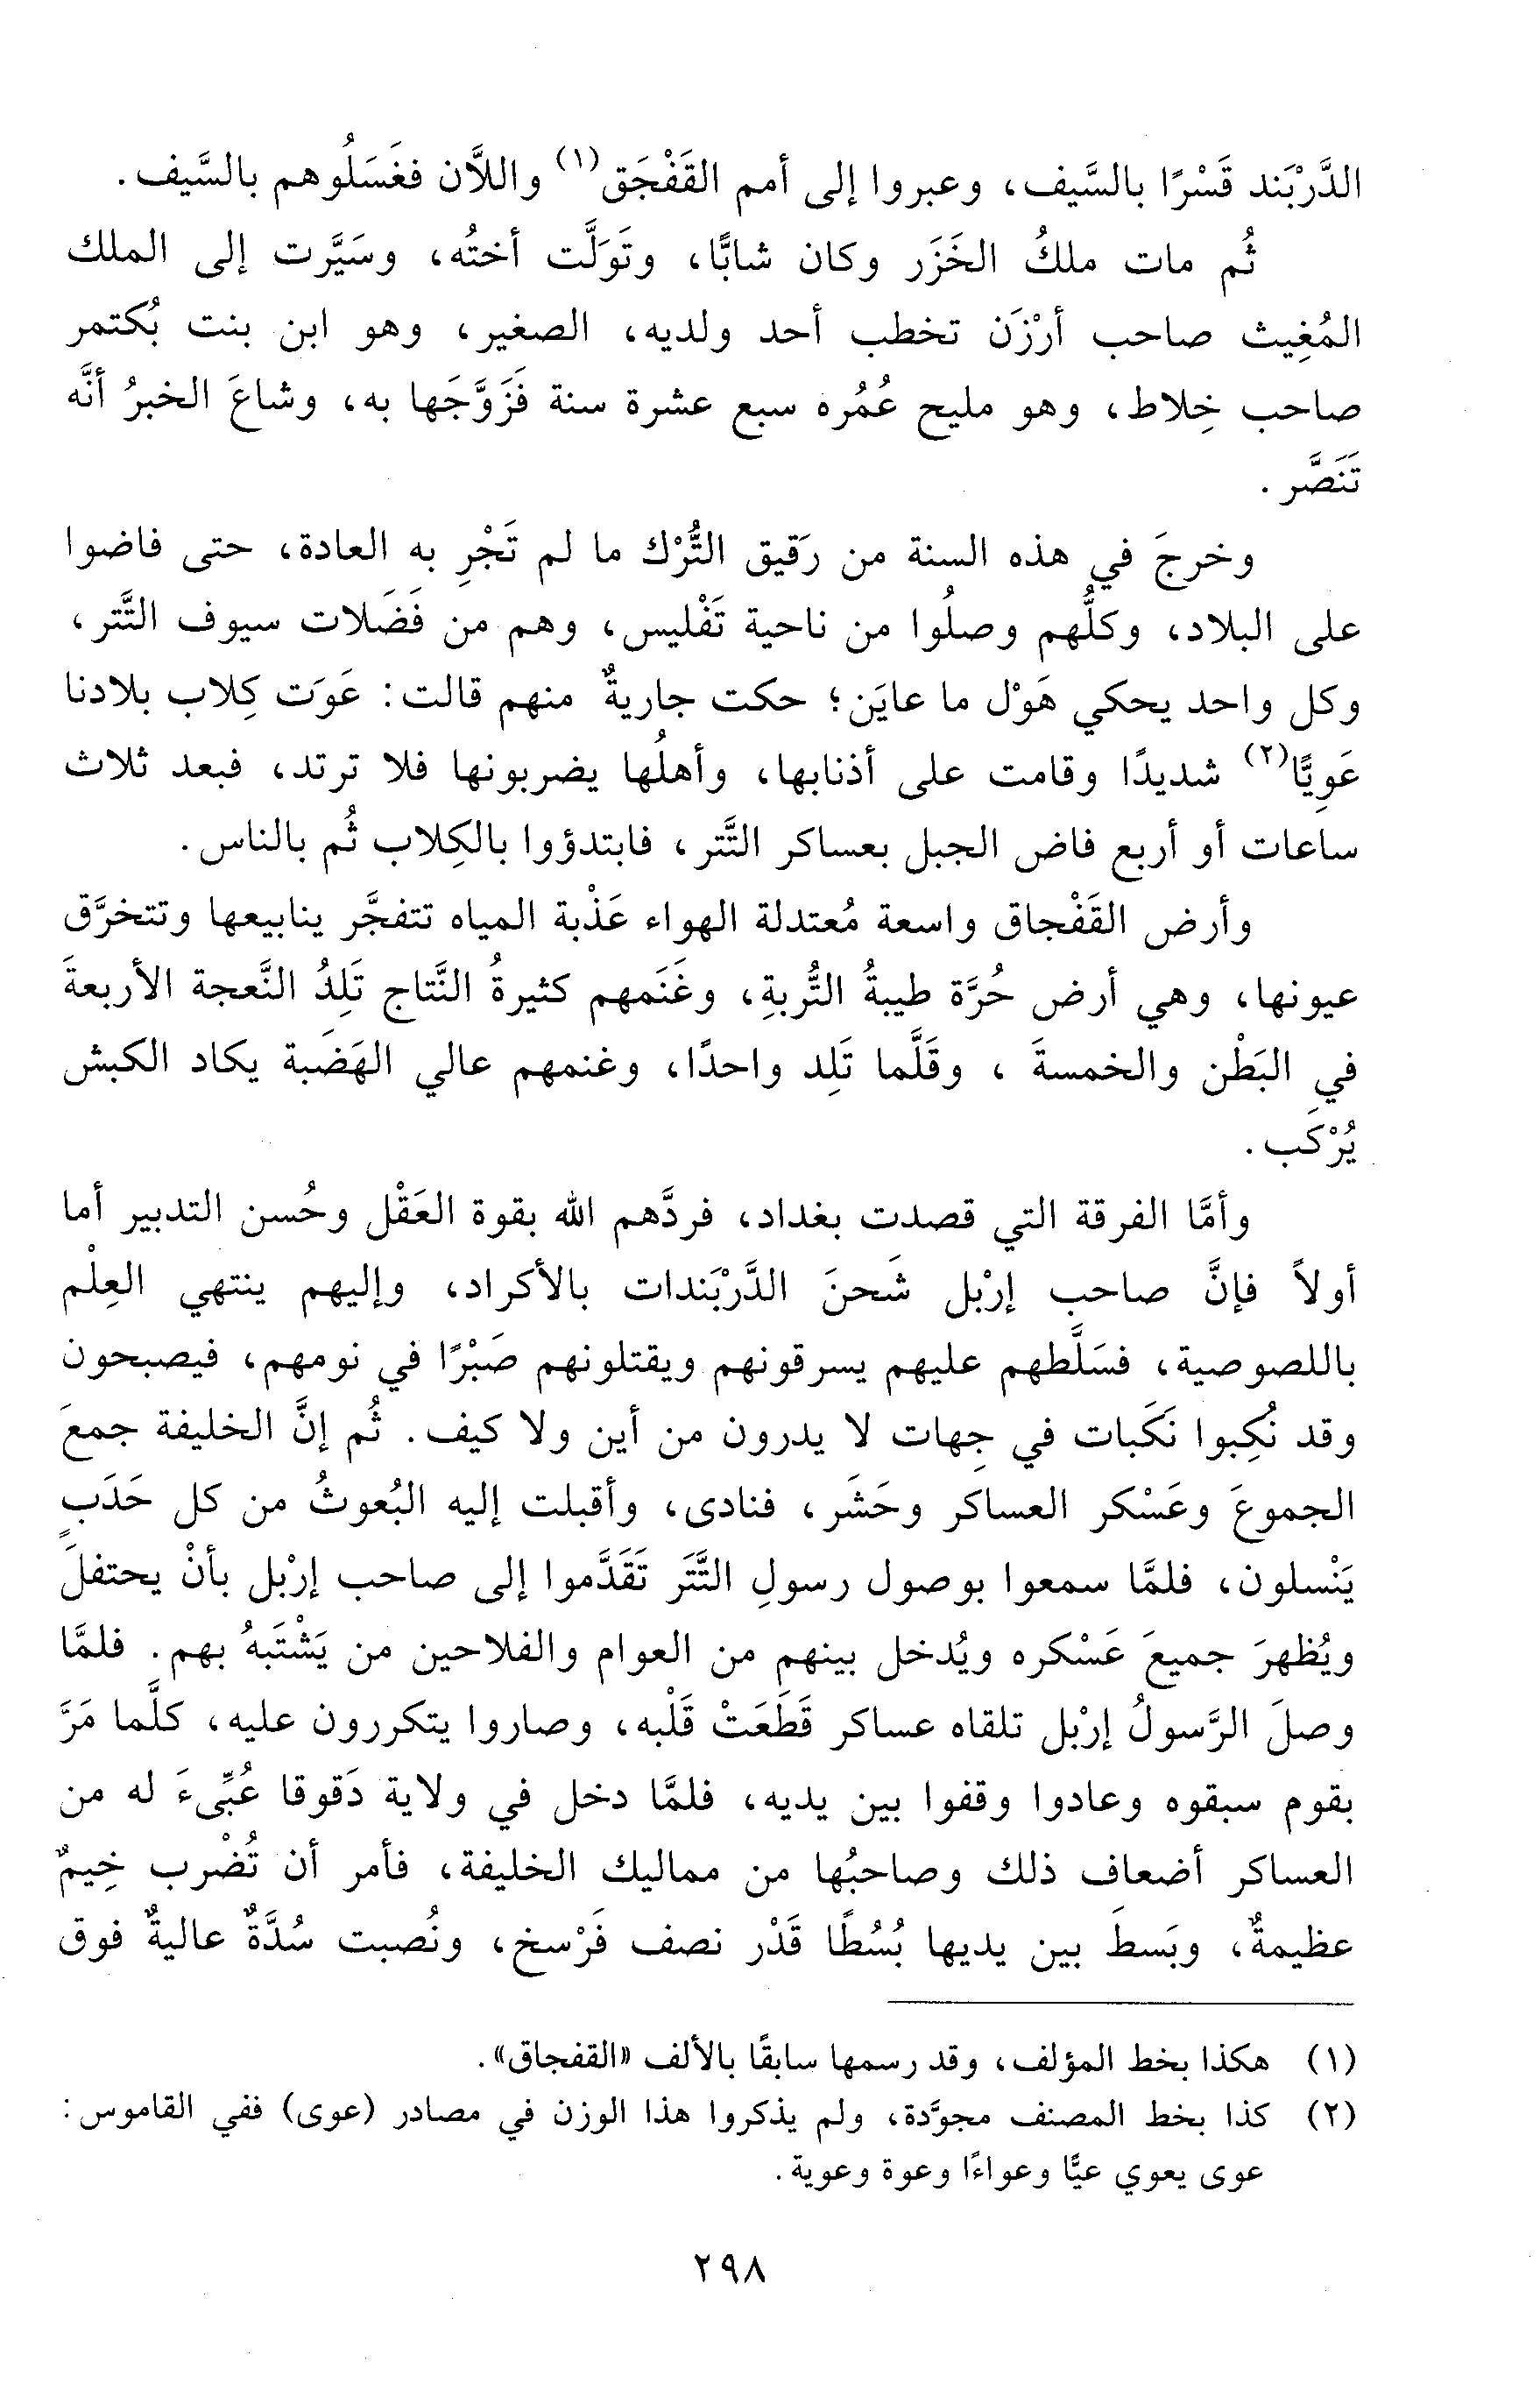 الدَّرْبَند قَسْرًا بالسَّيف، وعبروا إلى أمم القَفْجَق(١) واللاَّن فغَسَلُوهم بالسَّيف.
ثُم مات ملكُ الخَزَر وكان شابًّا، وتَوَلَّت أختُه، وسَيَّرت إلى الملك
المُغِيث صاحب أرْزَن تخطب أحد ولديه، الصغير، وهو ابن بنت بُكتمر
صاحب خِلاط، وهو مليح عُمُره سبع عشرة سنة فَزَوَّجَها به، وشاعَ الخبرُ أنَّه
تَنَصَّر.
وخرجَ في هذه السنة من رَقيق التُّرْك ما لم تَجْرِ به العادة، حتى فاضوا
على البلاد، وكلُّهم وصلُوا من ناحية تَفْليس، وهم من فَضَلات سيوف التَّتر،
وكل واحد يحكي هَوْل ما عايَن؛ حكت جاريةٌ منهم قالت: عَوَت كِلاب بلادنا
عَوِيًّا(٢) شديدًا وقامت على أذنابها، وأهلُها يضربونها فلا ترتد، فبعد ثلاث
ساعات أو أربع فاض الجبل بعساكر التَّتر، فابتدؤوا بالكِلاب ثُم بالناس.
وأرض القَفْجاق واسعة مُعتدلة الهواء عَذْبة المياه تتفجَّر ينابيعها وتتخرَّق
عيونها، وهي أرض حُرَّة طيبةُ التُّربةِ، وغَنَمهم كثيرةُ النَّتاج تَلِدُ النَّعجة الأربعةَ
في البَطْن والخمسةَ ، وقَلَّما تَلِد واحدًا، وغنمهم عالي الهَضَبة يكاد الكبش
يُرْكَب.
وأمَّا الفرقة التي قصدت بغداد، فردَّهم الله بقوة العَقْل وحُسن التدبير أما
أولاً فإنَّ صاحب إرْبل شَحنَ الدَّرْبَندات بالأكراد، وإليهم ينتهي العِلْم
باللصوصية، فسَلَّطهم عليهم يسرقونهم ويقتلونهم صَبْرًا في نومهم، فيصبحون
وقد نُكِبوا نَكَبات في جِهات لا يدرون من أين ولا كيف. ثُم إنَّ الخليفة جمعَ
الجموعَ وعَسْكر العساكر وحَشَر، فنادى، وأقبلت إليه البُعوثُ من كل حَدَبٍ
يَنْسلون، فلمَّا سمعوا بوصول رسولِ التَّتَر تَقَدَّموا إلى صاحب إرْبل بأنْ يحتفلَ
ويُظهرَ جميعَ عَسْكره ويُدخل بينهم من العوام والفلاحين من يَشْتَبهُ بهم. فلمَّا
وصلَ الرَّسولُ إرْبل تلقاه عساكر قَطَعَتْ قَلْبه، وصاروا يتكررون عليه، كلَّما مَرَّ
بقوم سبقوه وعادوا وقفوا بين يديه، فلمَّا دخل في ولاية دَقوقا عُبِّىءَ له من
العساكر أضعاف ذلك وصاحبُها من مماليك الخليفة، فأمر أن تُضْرب خِيمٌ
عظيمةٌ، وبَسطَ بين يديها بُسُطًا قَدْر نصف فَرْسخ، ونُصبت سُدَّةٌ عاليةٌ فوق
(١) هكذا بخط المؤلف، وقد رسمها سابقًا بالألف «القفجاق».
(٢) كذا بخط المصنف مجوَّدة، ولم يذكروا هذا الوزن في مصادر (عوى) ففي القاموس:
عوى يعوي عيًّا وعواءًا وعوة وعوية.
٢٩٨